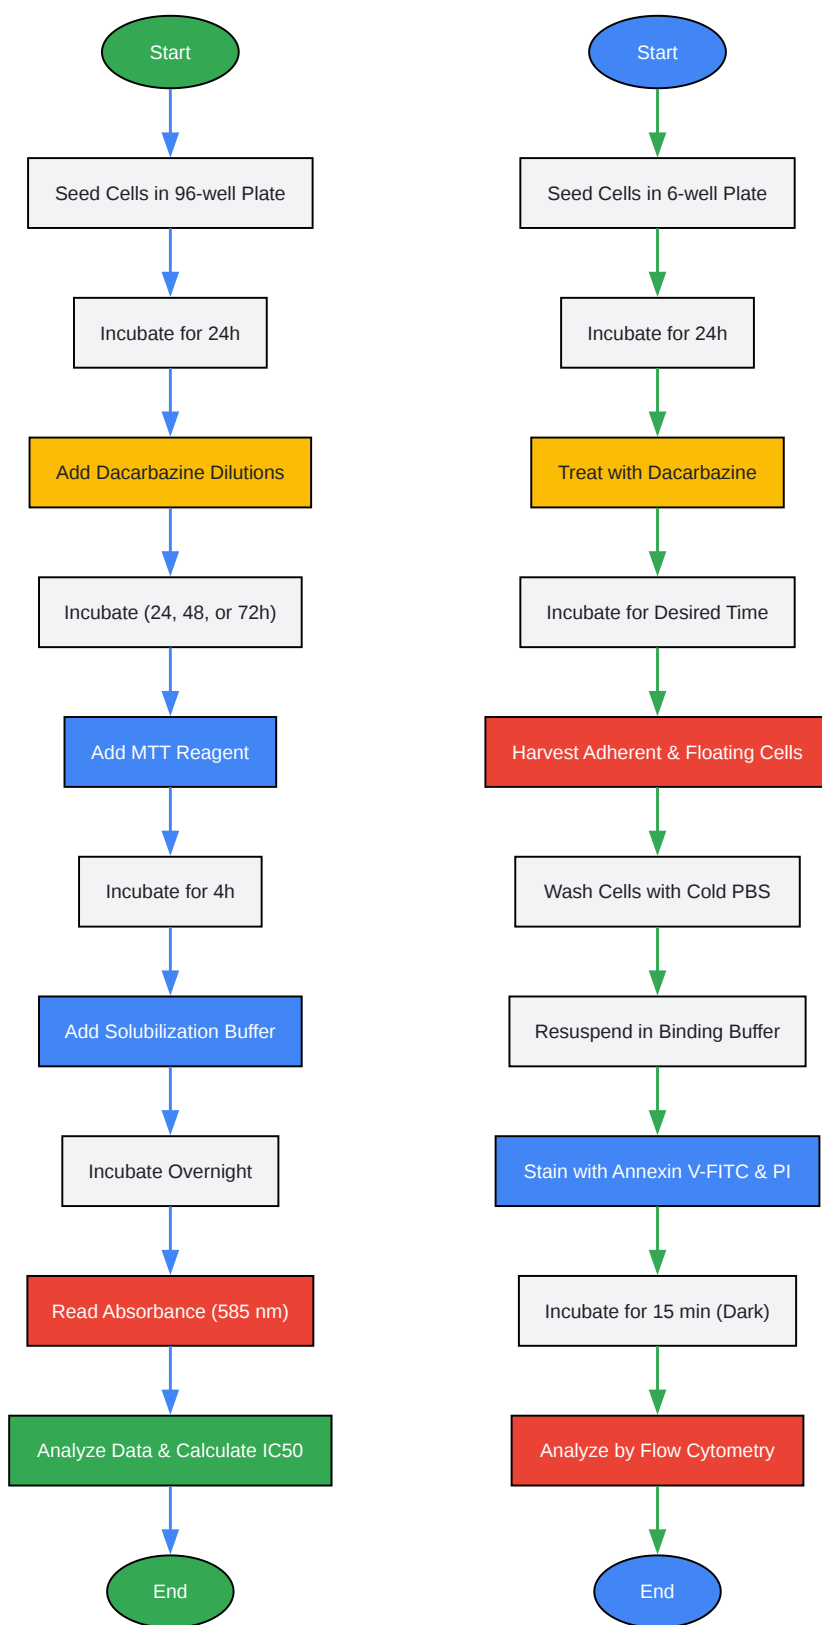 Start
Seed Cells in 96-well Plate
Incubate for 24h
Add Dacarbazine Dilutions
Incubate (24, 48, or 72h)
Add MTT Reagent
Incubate for 4h
Add Solubilization Buffer
Incubate Overnight
Read Absorbance (585 nm)
Analyze Data & Calculate IC50
End
Start
Seed Cells in 6-well Plate
Incubate for 24h
Treat with Dacarbazine
Incubate for Desired Time
Harvest Adherent & Floating Cells
Wash Cells with Cold PBS
Resuspend in Binding Buffer
Stain with Annexin V-FITC & PI
Incubate for 15 min (Dark)
Analyze by Flow Cytometry
End